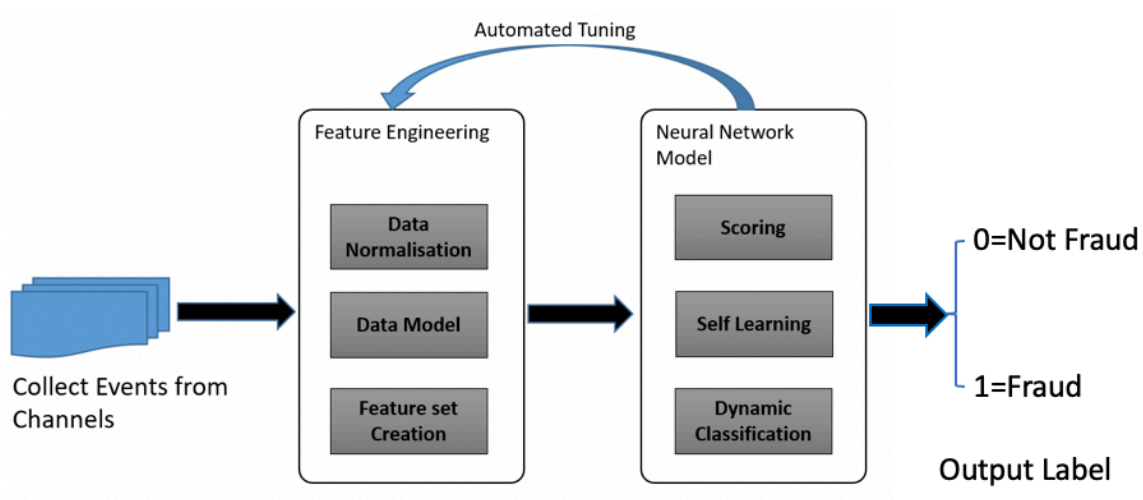 Automated Tuning
Feature Engineering
Data
Normalisation
Data Model
Feature set
Creation
Neural Network
Model
Scoring
Self Learning
Dynamic
Classification
Collect Events from
Channels
0=Not Fraud
1=Fraud
Output Label